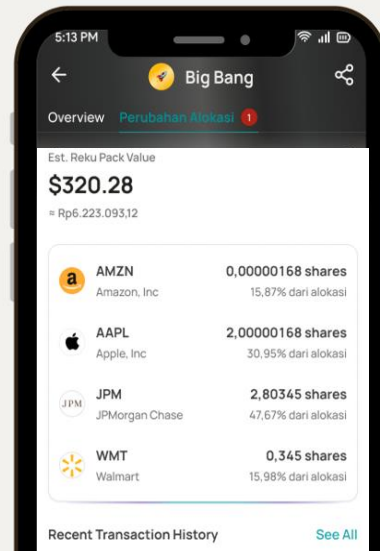 5:13 PM
Big Bang
Overview Perubahan Alokasi 1
Est. Reku Pack Value
$320.28
= Rp6.223.093,12
a AMZN 0,00000168 shares
Amazon, Inc 15,87% dari alokasi
AAPL 2,00000168 shares
Apple, Inc 30,95% dari alokasi
JPM JPM 2,80345 shares
JPMorgan Chase 47,67% dari alokasi
WMT 0,345 shares
Walmart 15,98% dari alokasi
Recent Transaction History See All